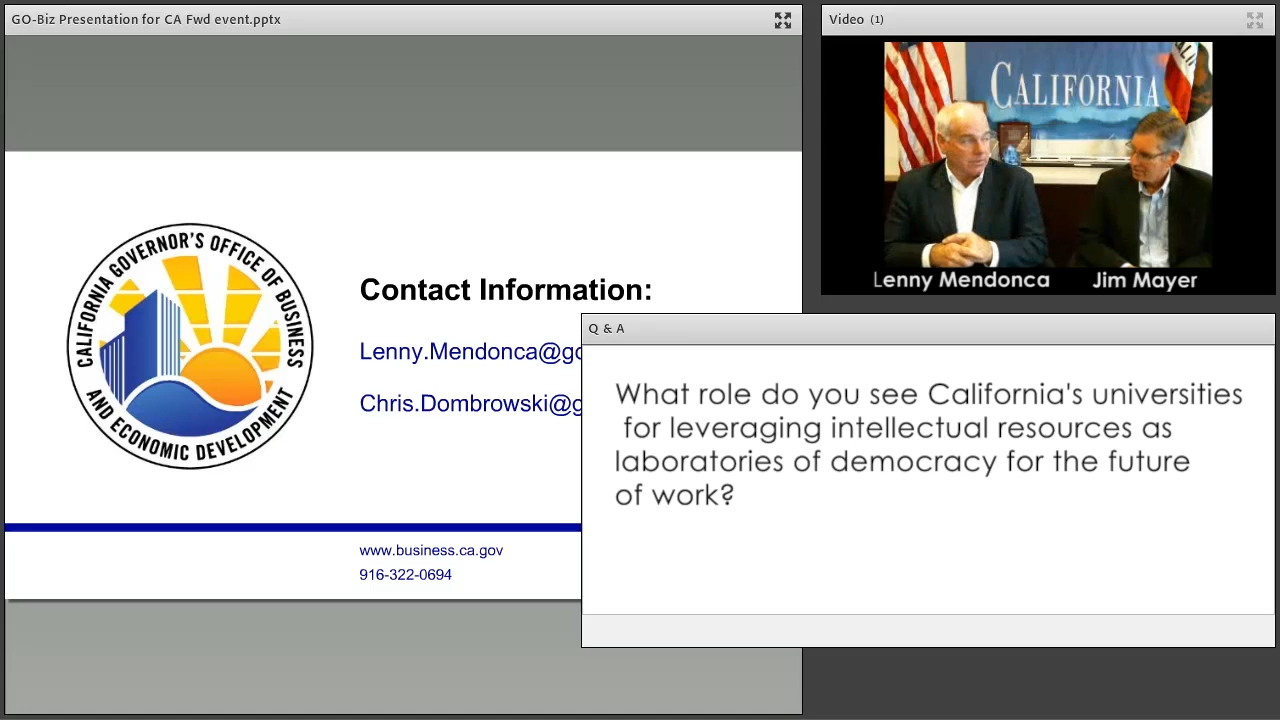 GO-Biz Presentation for CA Fwd event.pptx
CALIFORNIA GOVERNOR'S OFFICE OF BUSINESS
AND ECONOMIC DEVELOPMENT
Contact Information:
Lenny.Mendonca@go
Chris.Dombrowski@g
www.business.ca.gov
916-322-0694
Video (1)
CALIFORNIA
Lenny Mendonca
Jim Mayer
Q & A
What role do you see California's universities
for leveraging intellectual resources as
laboratories of democracy for the future
of work?